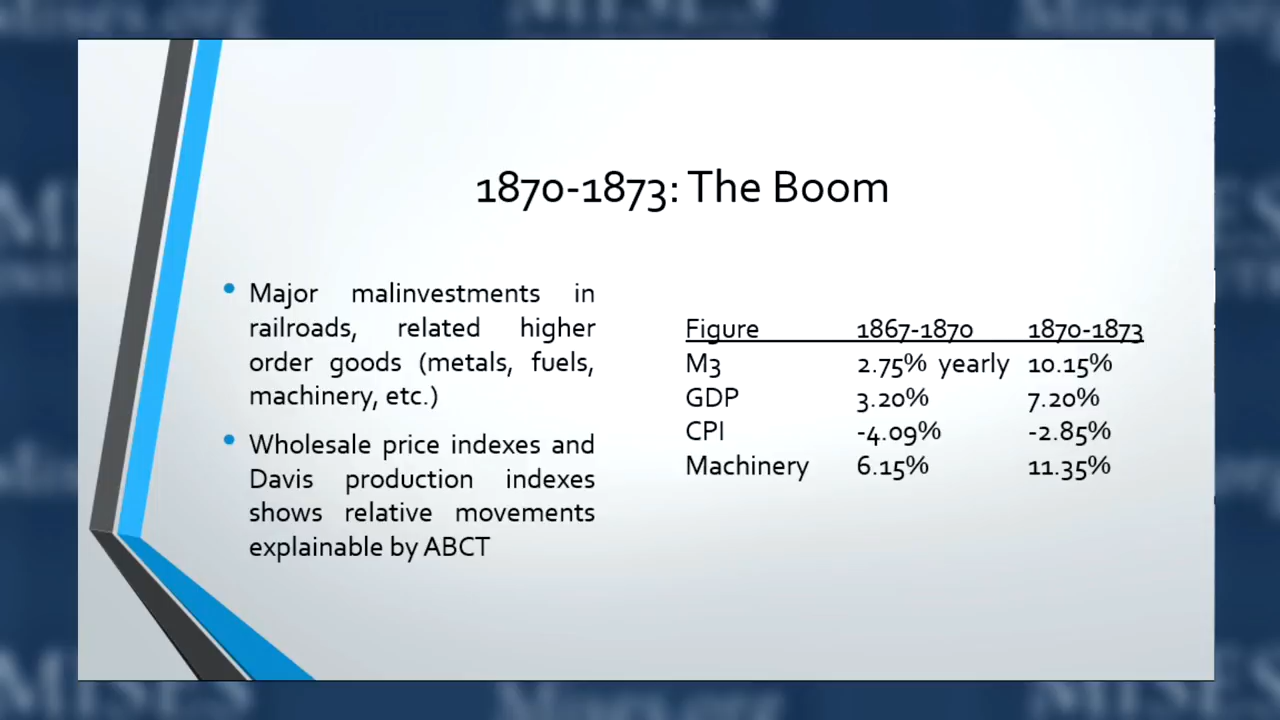 Mises.org
1870-1873: The Boom
Major malinvestments in
railroads, related higher
order goods (metals, fuels,
machinery, etc.)
Wholesale price indexes and
Davis production indexes
shows relative movements
explainable by ABCT
Figure 1867-1870 1870-1873
M3 2.75% yearly 10.15%
GDP 3.20% 7.20%
CPI -4.09% -2.85%
Machinery 6.15% 11.35%